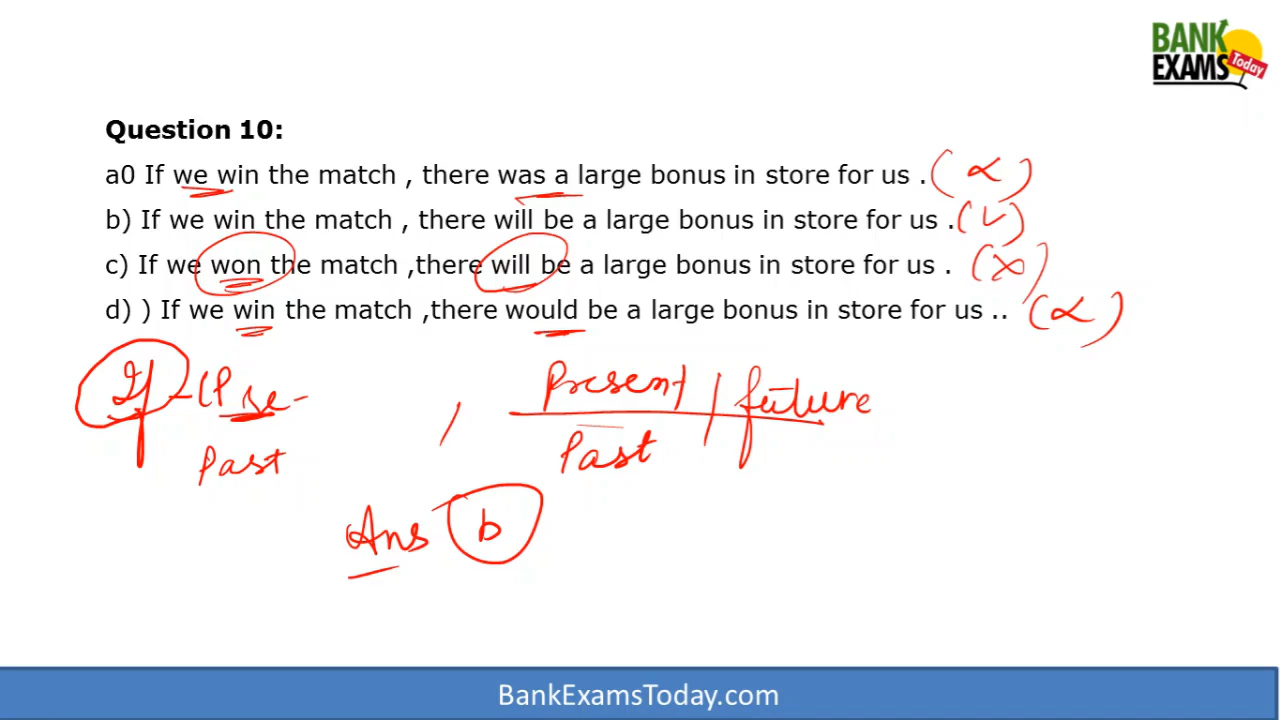 BANK
EXAMS Today
Question 10:
a0 If we win the match , there was a large bonus in store for us . (x)
b) If we win the match , there will be a large bonus in store for us . (✓)
c) If we won the match ,there will be a large bonus in store for us . (x)
d) ) If we win the match ,there would be a large bonus in store for us .. (x)
If - (Pre- , Present / future
Past Past
Ans b
BankExamsToday.com